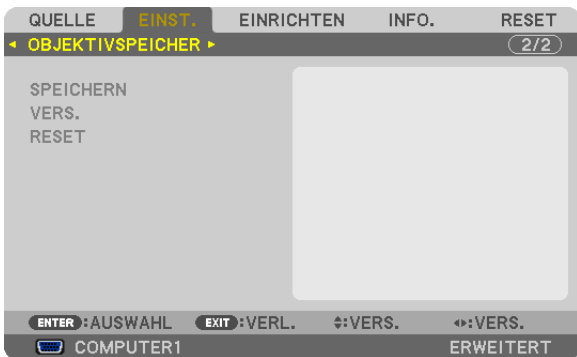 QUELLE EINST. EINRICHTEN INFO. RESET
◂ OBJEKTIVSPEICHER ▸ 2/2
SPEICHERN
VERS.
RESET
ENTER :AUSWAHL EXIT :VERL. ♦:VERS. ◂▸:VERS.
COMPUTER1 ERWEITERT